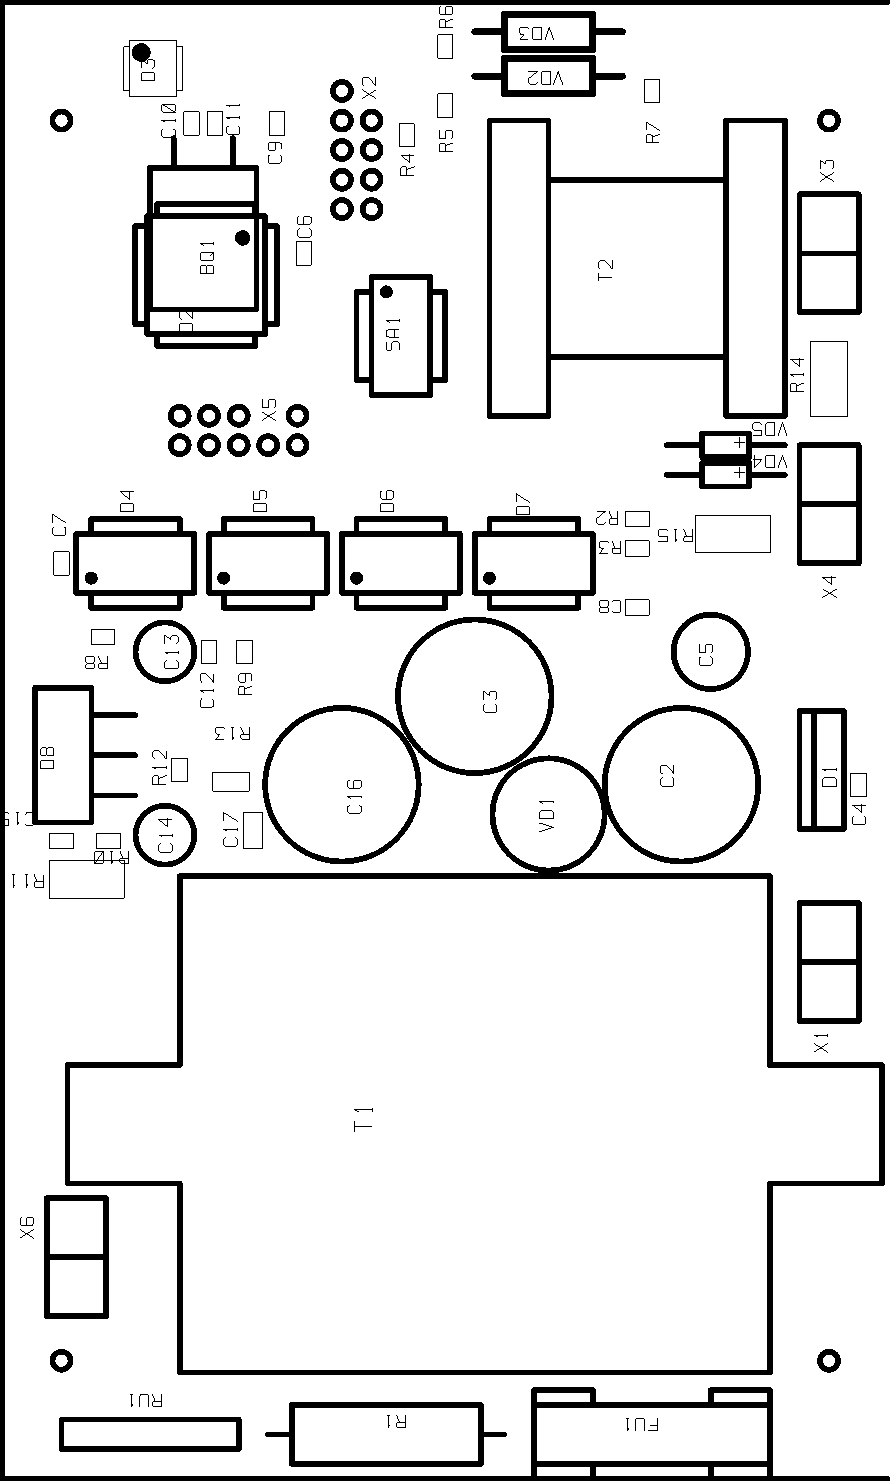 R6
VD3
D3
VD2
X2
C10
C11
C9
R4
R5
R7
X3
C6
BQ1
T2
D2
SA1
R14
X5
VD5
+
VD4
+
C7
D4
D5
D6
D7
R2
R15
R3
X4
C8
R8
C13
C12
R9
C5
C3
R13
D8
R12
C16
C2
D1
C4
VD1
C15
C14
C17
R10
R11
X1
T1
X6
RU1
R1
FU1